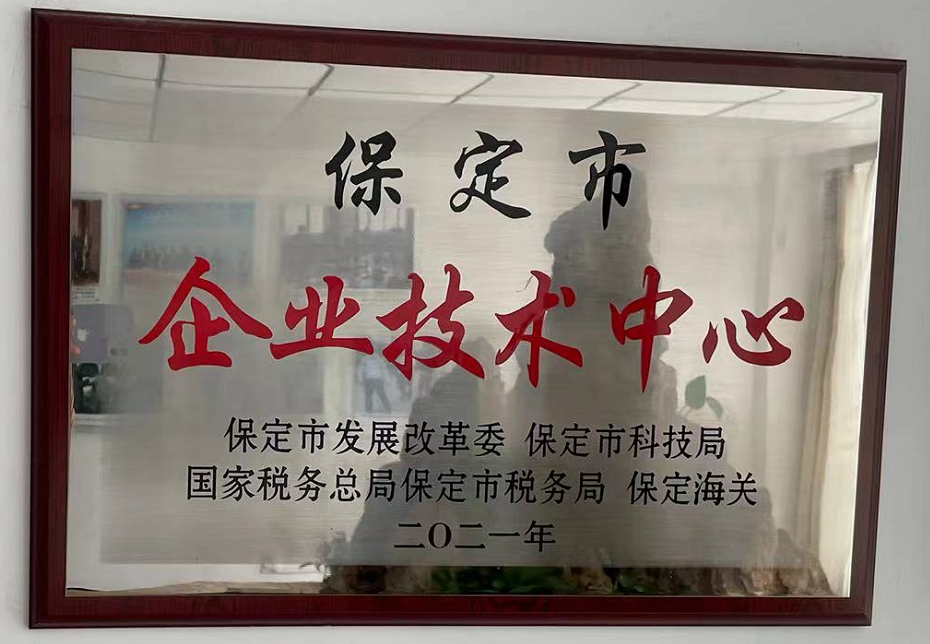 保定市
企业技术中心
保定市发展改革委 保定市科技局
国家税务总局保定市税务局 保定海关
二〇二一年